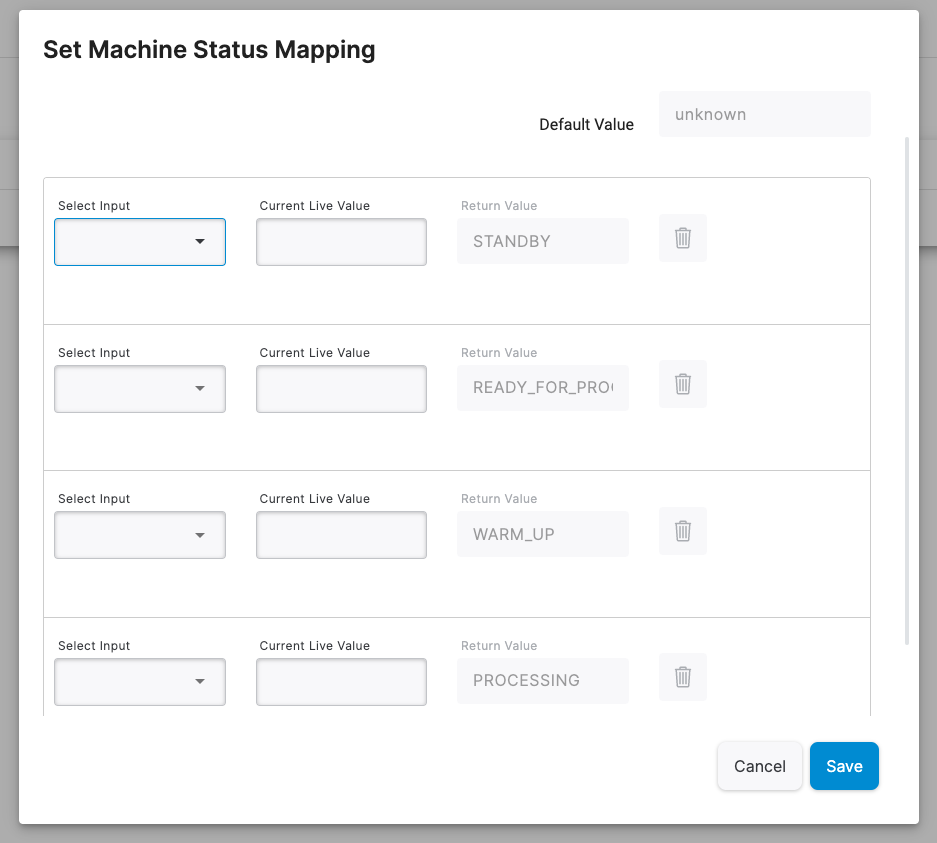 Set Machine Status Mapping
Default Value unknown
Select Input Current Live Value Return Value
STANDBY
Select Input Current Live Value Return Value
READY_FOR_PRO
Select Input Current Live Value Return Value
WARM_UP
Select Input Current Live Value Return Value
PROCESSING
Cancel Save